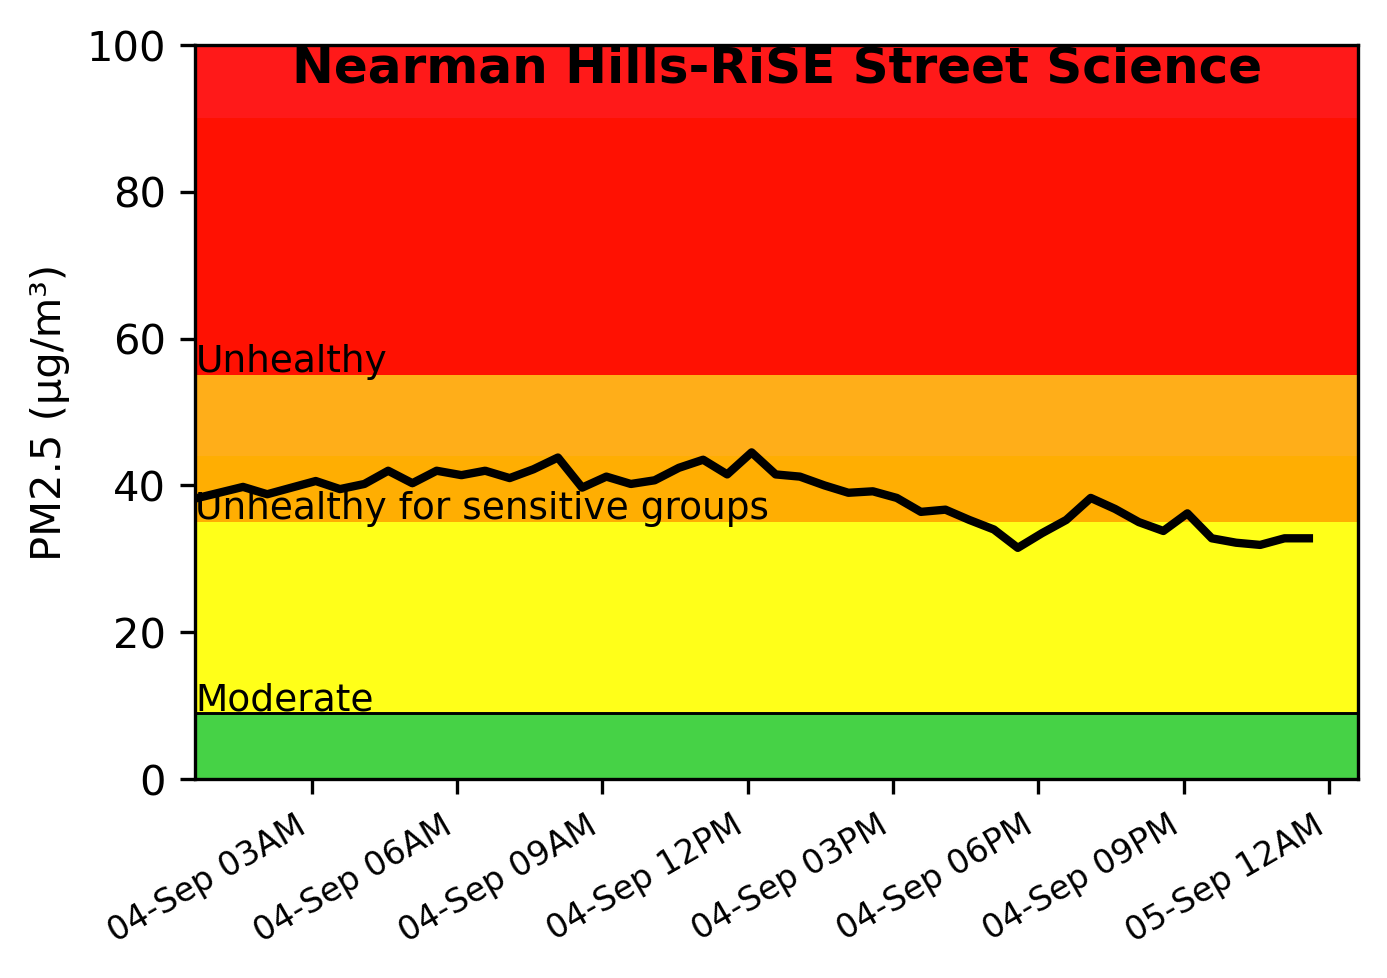 Nearman Hills-RiSE Street Science
PM2.5 (µg/m³)
100
80
60
40
20
0
Unhealthy
Unhealthy for sensitive groups
Moderate
04-Sep 03AM
04-Sep 06AM
04-Sep 09AM
04-Sep 12PM
04-Sep 03PM
04-Sep 06PM
04-Sep 09PM
05-Sep 12AM